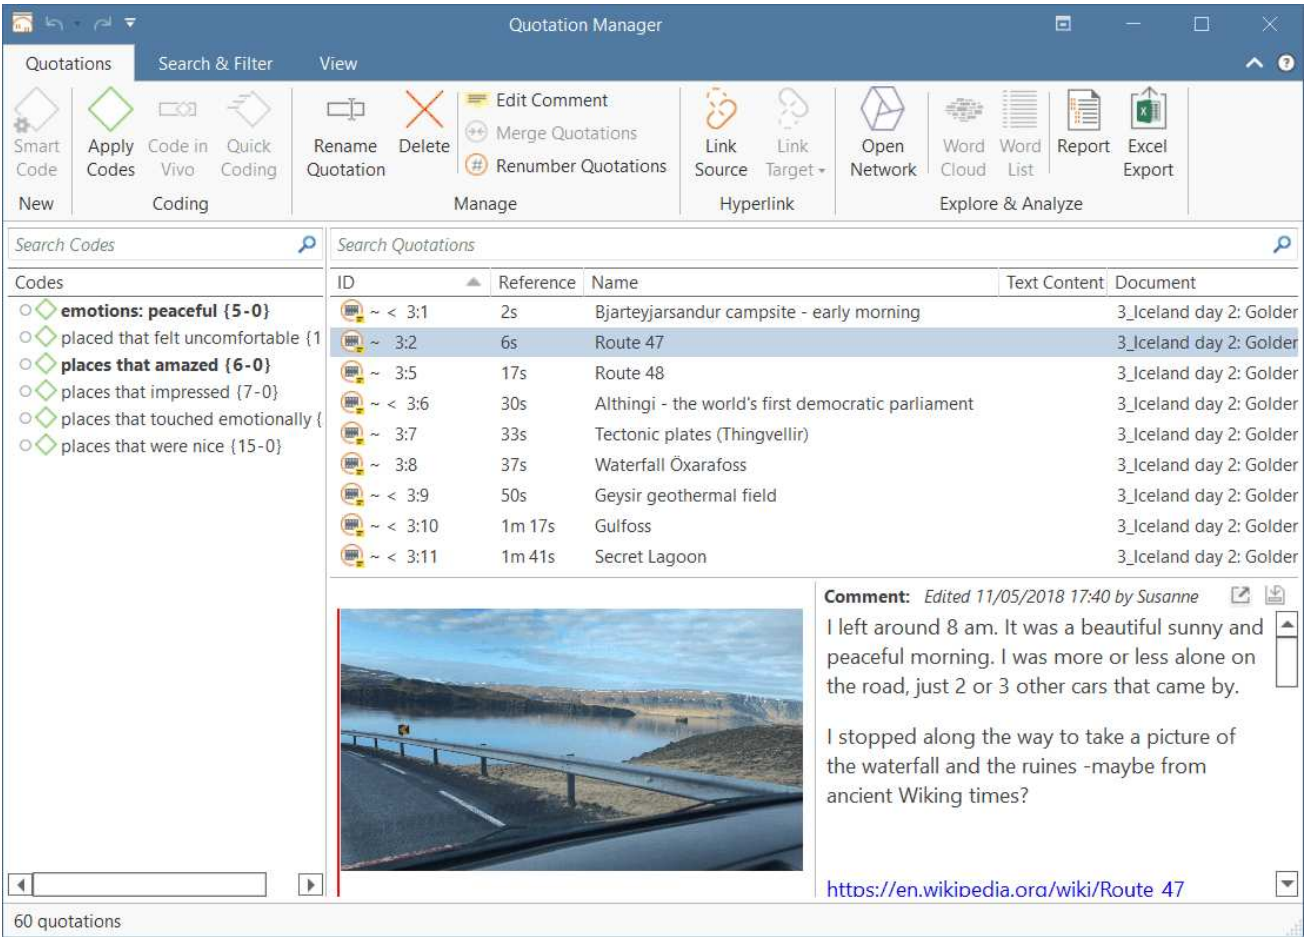 Quotation Manager
Quotations Search & Filter View
Smart Code
Apply Codes
Code in Vivo
Quick Coding
Rename Quotation
Delete
Edit Comment
Merge Quotations
Renumber Quotations
Link Source
Link Target
Open Network
Word Cloud
Word List
Report
Excel Export
New Coding Manage Hyperlink Explore & Analyze
Search Codes
Codes
emotions: peaceful {5-0}
placed that felt uncomfortable {1
places that amazed {6-0}
places that impressed {7-0}
places that touched emotionally {
places that were nice {15-0}
Search Quotations
ID Reference Name Text Content Document
~ < 3:1 2s Bjarteyjarsandur campsite - early morning 3_Iceland day 2: Golder
~ 3:2 6s Route 47 3_Iceland day 2: Golder
~ 3:5 17s Route 48 3_Iceland day 2: Golder
~ < 3:6 30s Althingi - the world's first democratic parliament 3_Iceland day 2: Golder
~ 3:7 33s Tectonic plates (Thingvellir) 3_Iceland day 2: Golder
~ 3:8 37s Waterfall Öxarafoss 3_Iceland day 2: Golder
~ < 3:9 50s Geysir geothermal field 3_Iceland day 2: Golder
~ < 3:10 1m 17s Gulfoss 3_Iceland day 2: Golder
~ < 3:11 1m 41s Secret Lagoon 3_Iceland day 2: Golder
Comment: Edited 11/05/2018 17:40 by Susanne
I left around 8 am. It was a beautiful sunny and
peaceful morning. I was more or less alone on
the road, just 2 or 3 other cars that came by.
I stopped along the way to take a picture of
the waterfall and the ruines -maybe from
ancient Wiking times?
https://en.wikipedia.org/wiki/Route_47
60 quotations